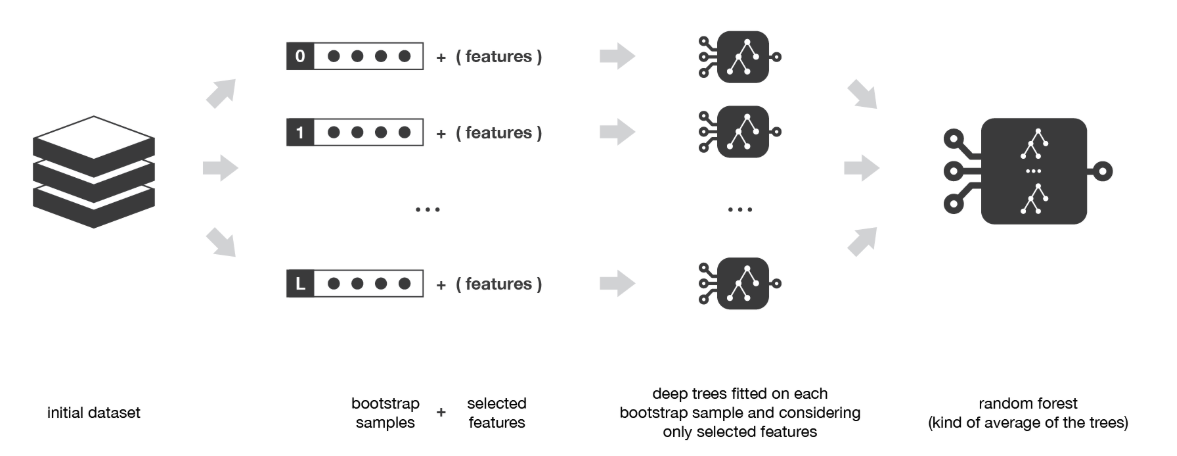 0 + ( features )
1 + ( features )
... ...
L + ( features )
initial dataset
bootstrap
samples
+
selected
features
deep trees fitted on each
bootstrap sample and considering
only selected features
random forest
(kind of average of the trees)
...